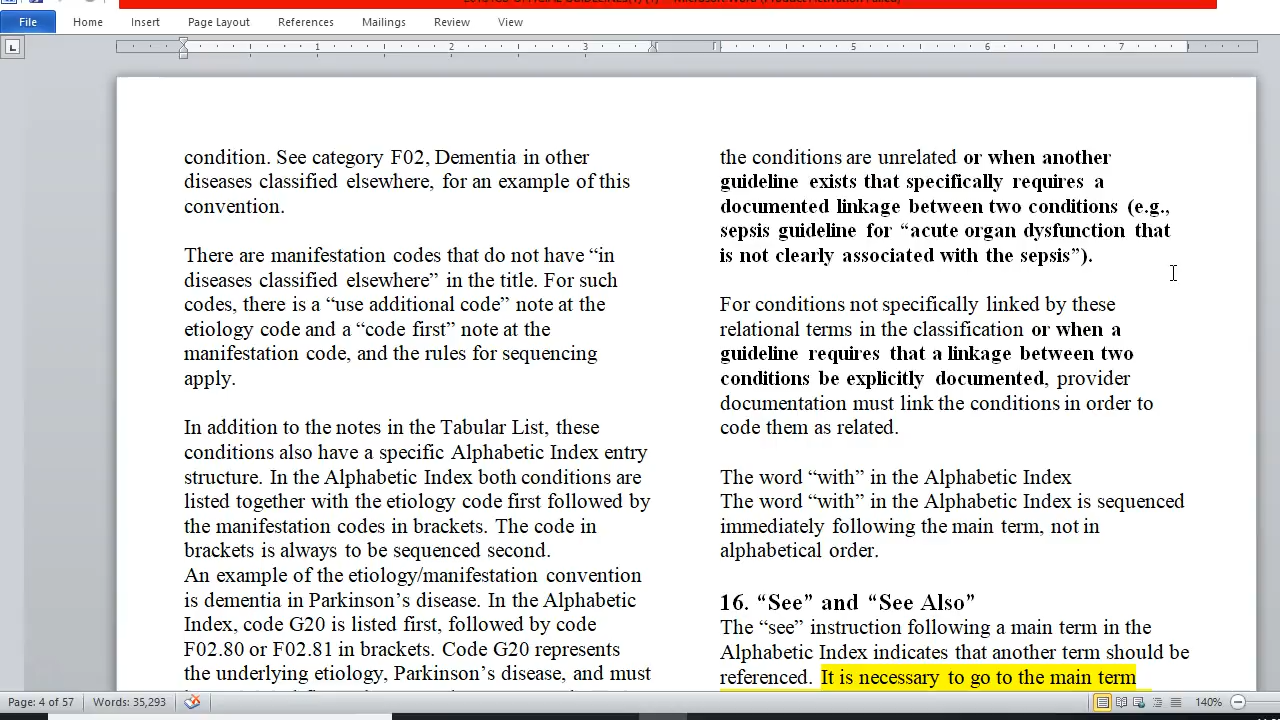 File Home Insert Page Layout References Mailings Review View
1 2 3 5 6 7
condition. See category F02, Dementia in other
diseases classified elsewhere, for an example of this
convention.
There are manifestation codes that do not have “in
diseases classified elsewhere” in the title. For such
codes, there is a “use additional code” note at the
etiology code and a “code first” note at the
manifestation code, and the rules for sequencing
apply.
In addition to the notes in the Tabular List, these
conditions also have a specific Alphabetic Index entry
structure. In the Alphabetic Index both conditions are
listed together with the etiology code first followed by
the manifestation codes in brackets. The code in
brackets is always to be sequenced second.
An example of the etiology/manifestation convention
is dementia in Parkinson’s disease. In the Alphabetic
Index, code G20 is listed first, followed by code
F02.80 or F02.81 in brackets. Code G20 represents
the underlying etiology, Parkinson’s disease, and must
the conditions are unrelated or when another
guideline exists that specifically requires a
documented linkage between two conditions (e.g.,
sepsis guideline for “acute organ dysfunction that
is not clearly associated with the sepsis”).
For conditions not specifically linked by these
relational terms in the classification or when a
guideline requires that a linkage between two
conditions be explicitly documented, provider
documentation must link the conditions in order to
code them as related.
The word “with” in the Alphabetic Index
The word “with” in the Alphabetic Index is sequenced
immediately following the main term, not in
alphabetical order.
16. “See” and “See Also”
The “see” instruction following a main term in the
Alphabetic Index indicates that another term should be
referenced. It is necessary to go to the main term
Page: 4 of 57 Words: 35,293 140%